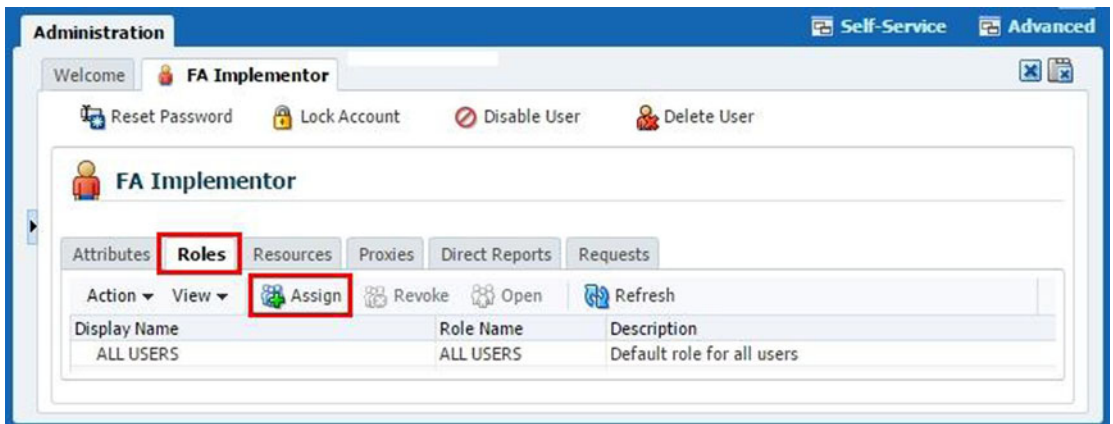 Administration Self-Service Advanced
Welcome FA Implementor
Reset Password Lock Account Disable User Delete User
FA Implementor
Attributes Roles Resources Proxies Direct Reports Requests
Action View Assign Revoke Open Refresh
Display Name Role Name Description
ALL USERS ALL USERS Default role for all users